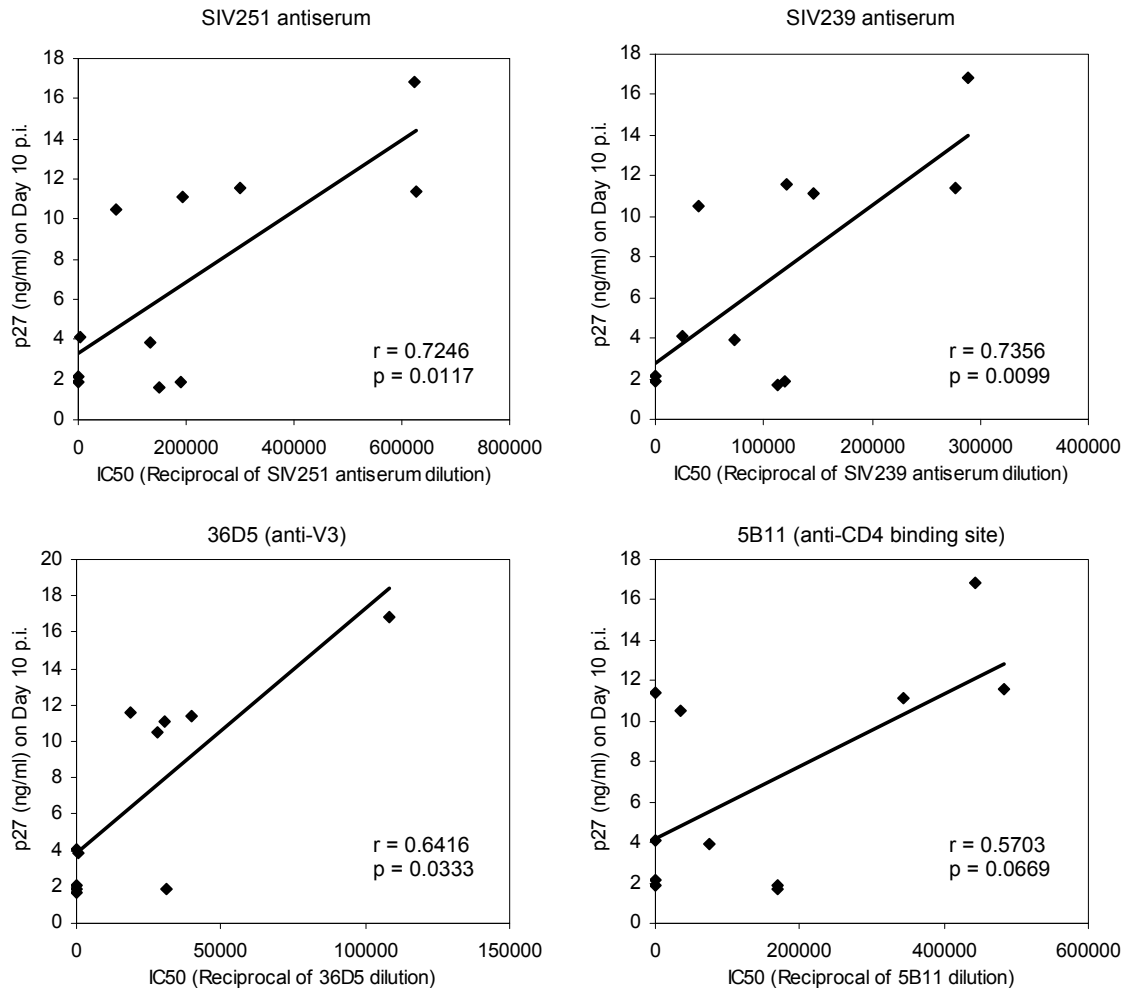 SIV251 antiserum
p27 (ng/ml) on Day 10 p.i.
18
16
14
12
10
8
6
4
2
0
r = 0.7246
p = 0.0117
0 200000 400000 600000 800000
IC50 (Reciprocal of SIV251 antiserum dilution)
SIV239 antiserum
p27 (ng/ml) on Day 10 p.i.
18
16
14
12
10
8
6
4
2
0
r = 0.7356
p = 0.0099
0 100000 200000 300000 400000
IC50 (Reciprocal of SIV239 antiserum dilution)
36D5 (anti-V3)
p27 (ng/ml) on Day 10 p.i.
20
18
16
14
12
10
8
6
4
2
0
r = 0.6416
p = 0.0333
0 50000 100000 150000
IC50 (Reciprocal of 36D5 dilution)
5B11 (anti-CD4 binding site)
p27 (ng/ml) on Day 10 p.i.
18
16
14
12
10
8
6
4
2
0
r = 0.5703
p = 0.0669
0 200000 400000 600000
IC50 (Reciprocal of 5B11 dilution)